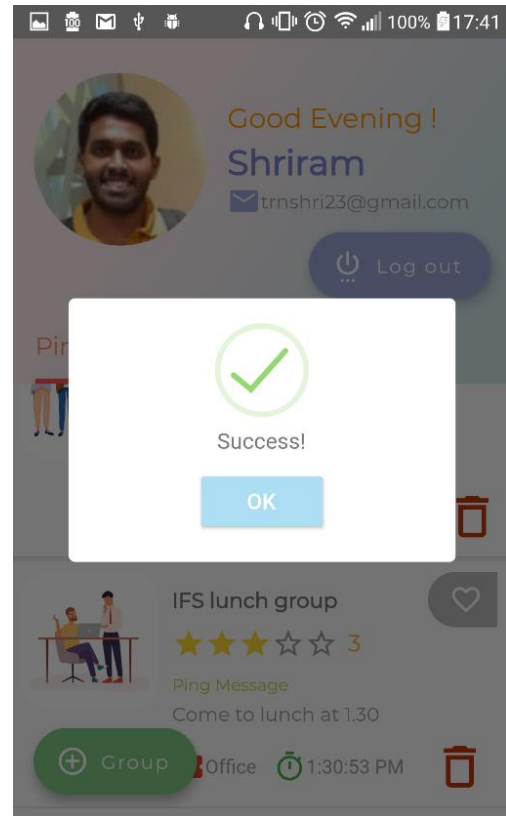 100
100% 17:41
Good Evening !
Shriram
trnshri23@gmail.com
Log out
Success!
OK
IFS lunch group
3
Ping Message
Come to lunch at 1.30
Group
Office 1:30:53 PM